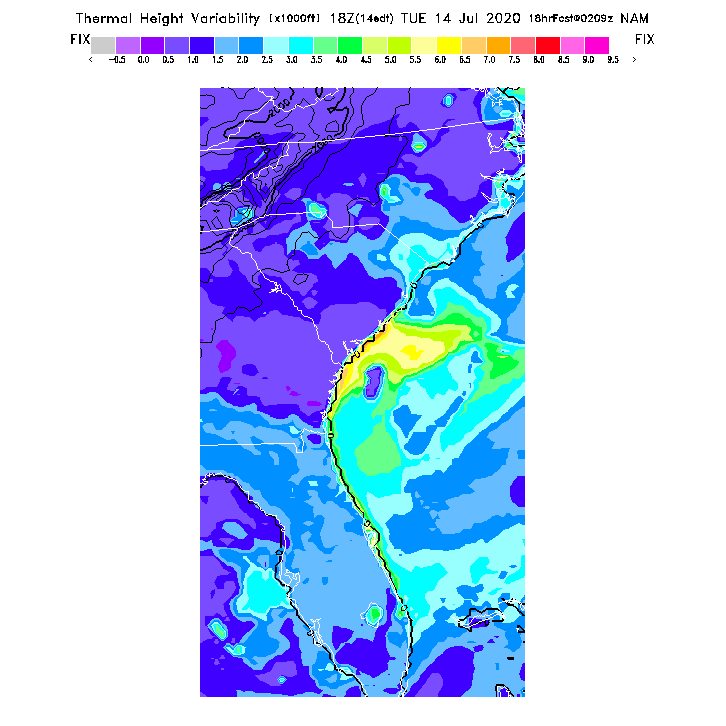 Thermal Height Variability [x1000ft] 18Z(14edt) TUE 14 Jul 2020 18hrFcst@0209z NAM
FIX FIX
< -0.5 0.0 0.5 1.0 1.5 2.0 2.5 3.0 3.5 4.0 4.5 5.0 5.5 6.0 6.5 7.0 7.5 8.0 8.5 9.0 9.5 >
2000